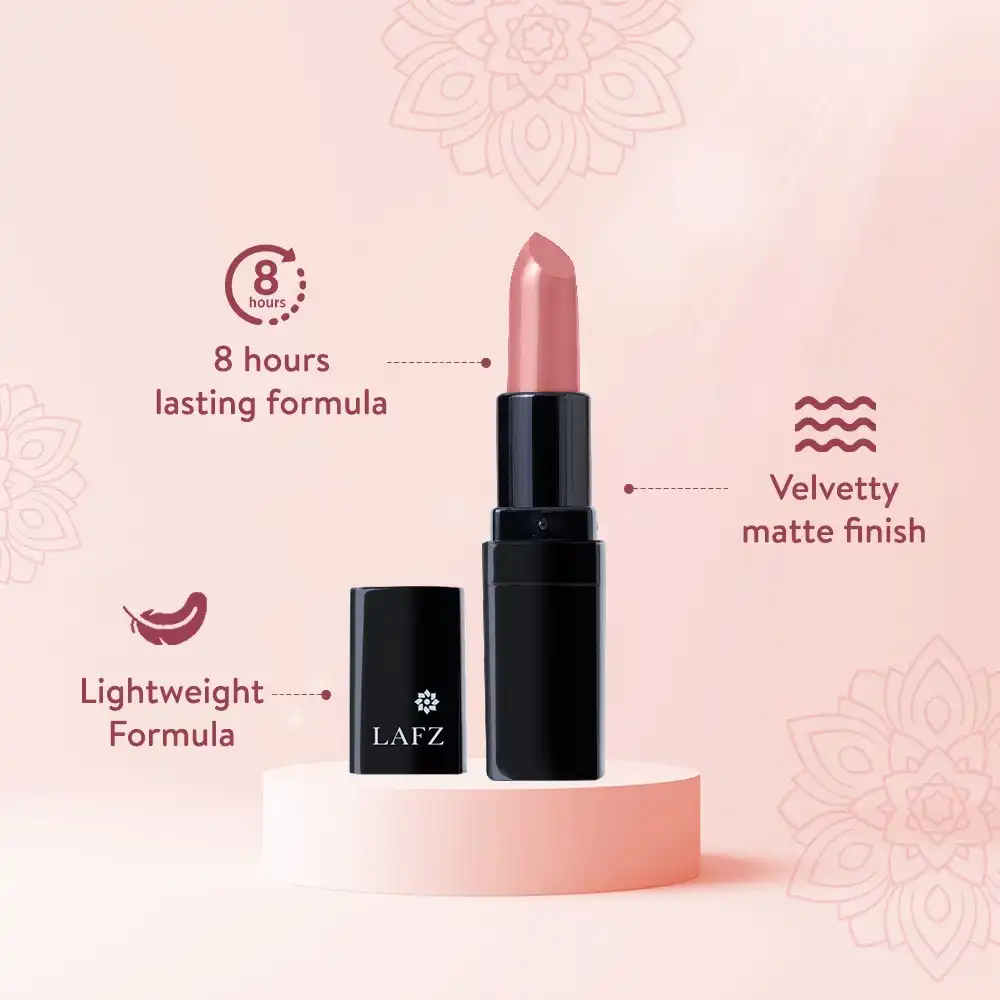 8
hours
8 hours
lasting formula
Velvetty
matte finish
Lightweight
Formula
LAFZ